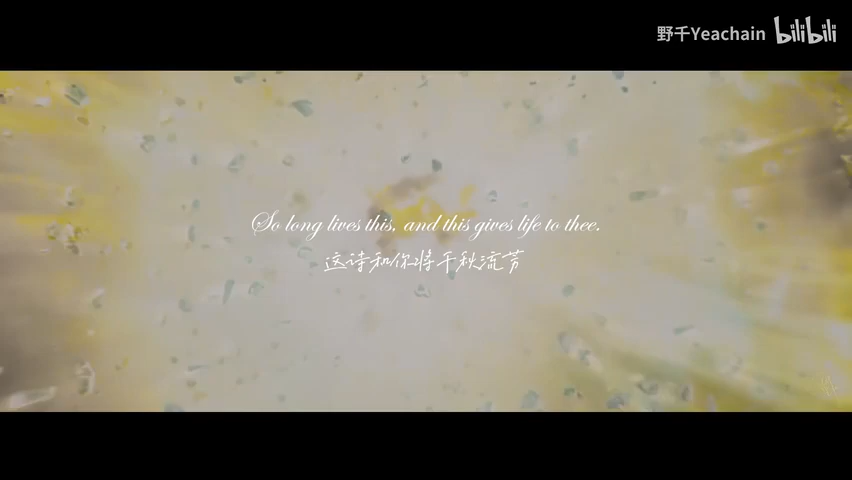 野千Yeachain bilibili
So long lives this, and this gives life to thee.
这诗和你将千秋流芳